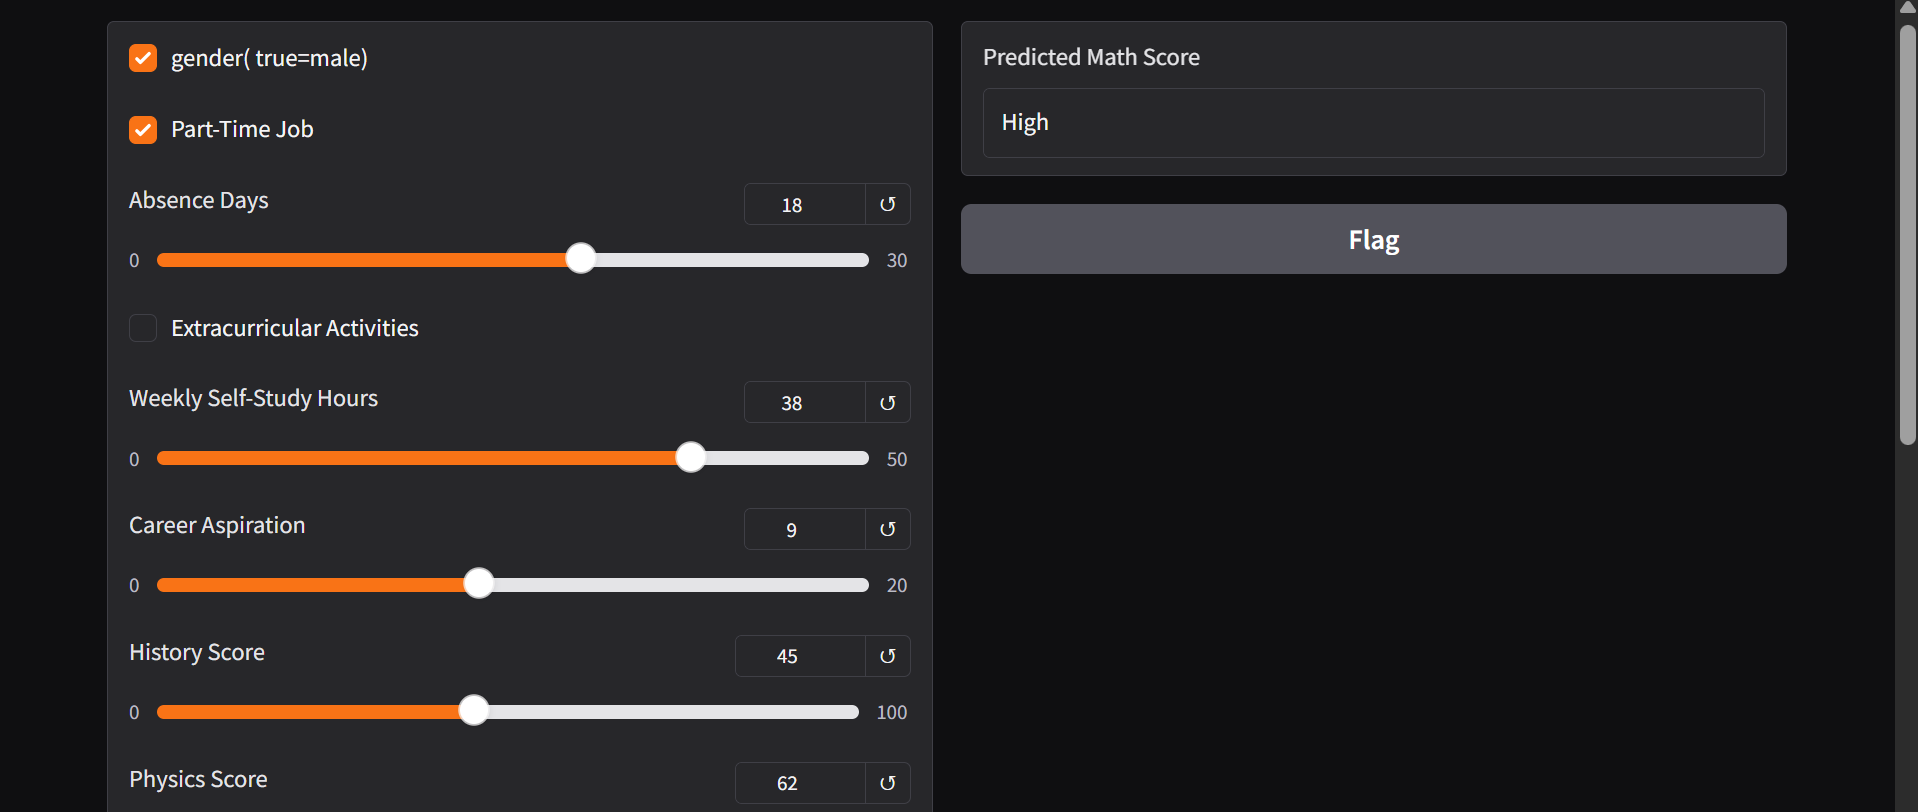 gender( true=male)
Part-Time Job
Absence Days
18
0
30
Extracurricular Activities
Weekly Self-Study Hours
38
0
50
Career Aspiration
9
0
20
History Score
45
0
100
Physics Score
62
Predicted Math Score
High
Flag